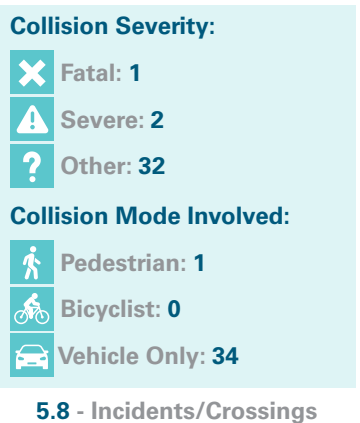 Collision Severity:
Fatal: 1
Severe: 2
? Other: 32
Collision Mode Involved:
Pedestrian: 1
Bicyclist: 0
Vehicle Only: 34
5.8 - Incidents/Crossings